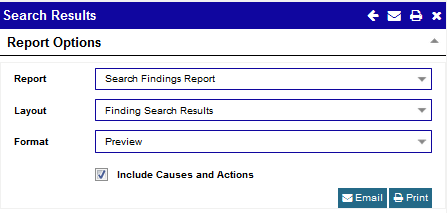 Search Results
Report Options
Report Search Findings Report
Layout Finding Search Results
Format Preview
Include Causes and Actions
Email Print